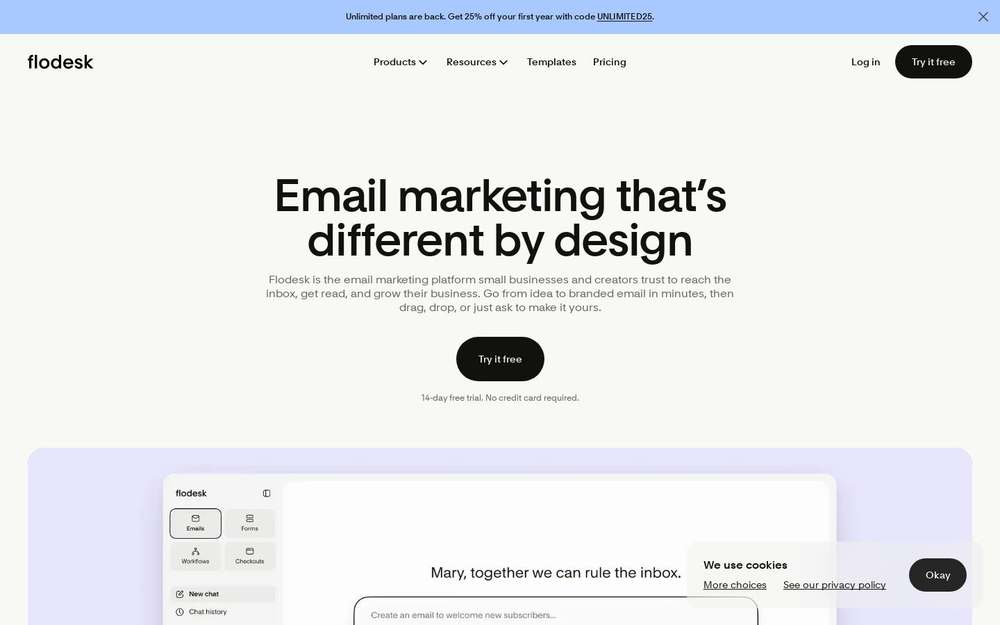 Unlimited plans are back. Get 25% off your first year with code UNLIMITED25.
flodesk
Products
Resources
Templates
Pricing
Log in
Try it free
Email marketing that's
different by design
Flodesk is the email marketing platform small businesses and creators trust to reach the
inbox, get read, and grow their business. Go from idea to branded email in minutes, then
drag, drop, or just ask to make it yours.
Try it free
14-day free trial. No credit card required.
flodesk
Emails
Forms
Workflows
Checkouts
New chat
Chat history
Mary, together we can rule the inbox.
Create an email to welcome new subscribers...
We use cookies
More choices
See our privacy policy
Okay